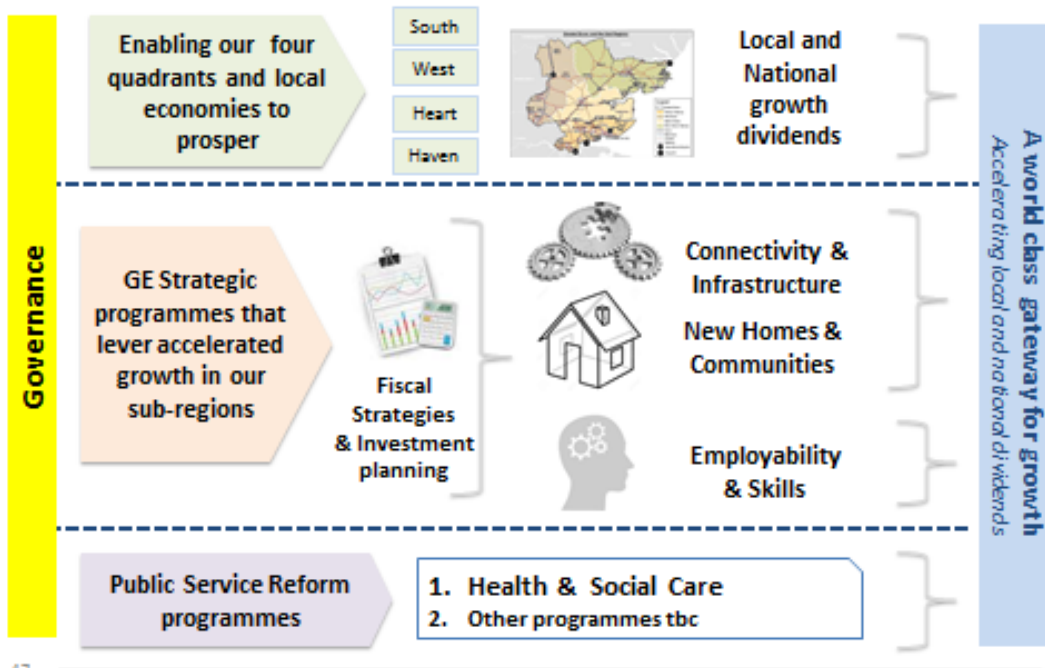 Governance
Enabling our four
quadrants and local
economies to
prosper
South
West
Heart
Haven
Local and
National
growth
dividends
GE Strategic
programmes that
lever accelerated
growth in our
sub-regions
Fiscal
Strategies
& Investment
planning
Connectivity &
Infrastructure
New Homes &
Communities
Employability
& Skills
Public Service Reform
programmes
1. Health & Social Care
2. Other programmes tbc
A world class gateway for growth
Accelerating local and national dividends